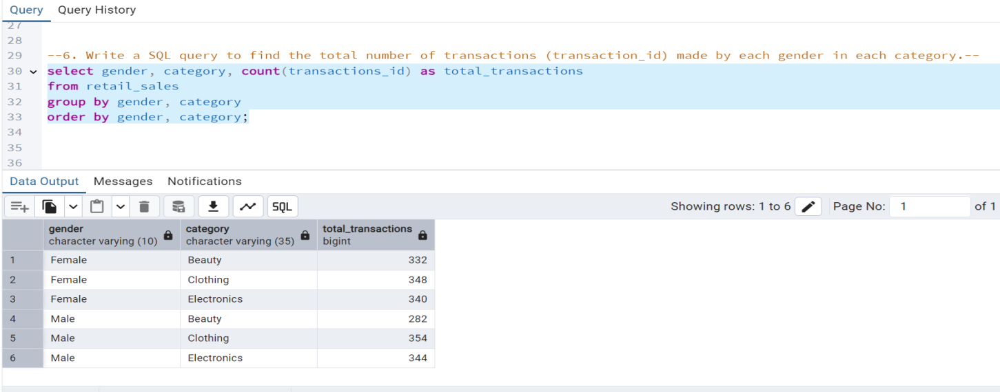 Query Query History
27
28
29 --6. Write a SQL query to find the total number of transactions (transaction_id) made by each gender in each category.--
30 select gender, category, count(transactions_id) as total_transactions
31 from retail_sales
32 group by gender, category
33 order by gender, category;
34
35
36
Data Output Messages Notifications
SQL Showing rows: 1 to 6 Page No: 1 of 1
gender category total_transactions
character varying (10) character varying (35) bigint
1 Female Beauty 332
2 Female Clothing 348
3 Female Electronics 340
4 Male Beauty 282
5 Male Clothing 354
6 Male Electronics 344